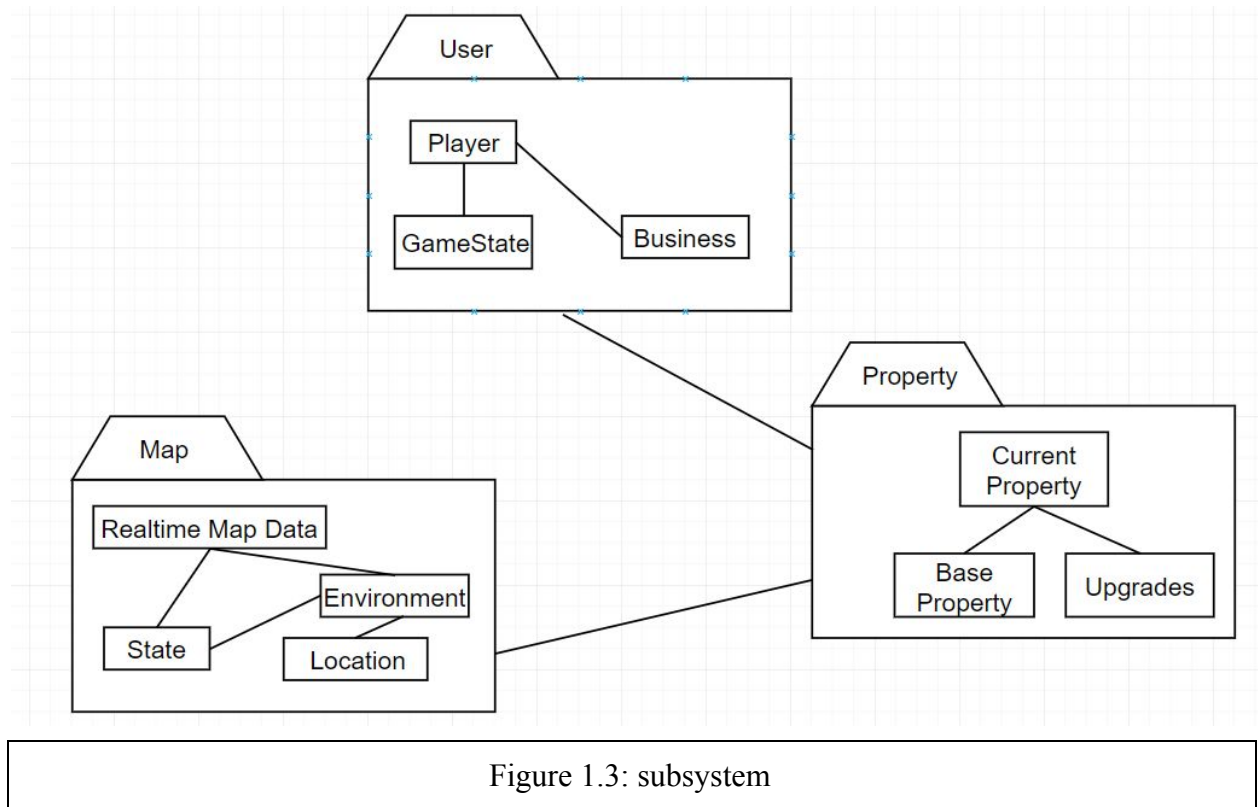 User
Player
GameState
Business
Property
Current
Property
Base
Property
Upgrades
Map
Realtime Map Data
Environment
State
Location
Figure 1.3: subsystem